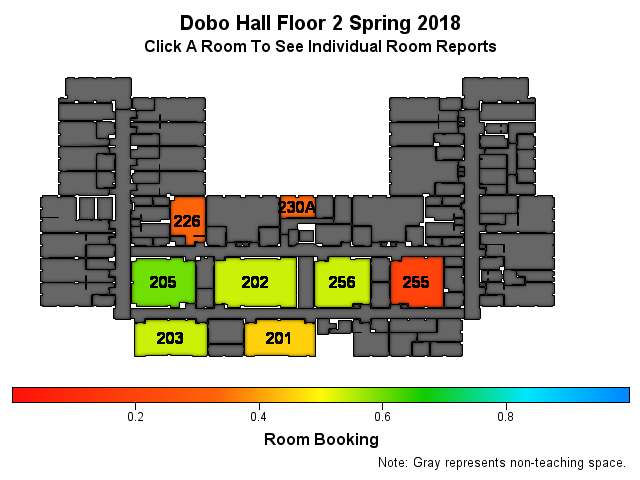 Dobo Hall Floor 2 Spring 2018
Click A Room To See Individual Room Reports
230A
226
205 202 256 255
203 201
0.2 0.4 0.6 0.8
Room Booking
Note: Gray represents non-teaching space.